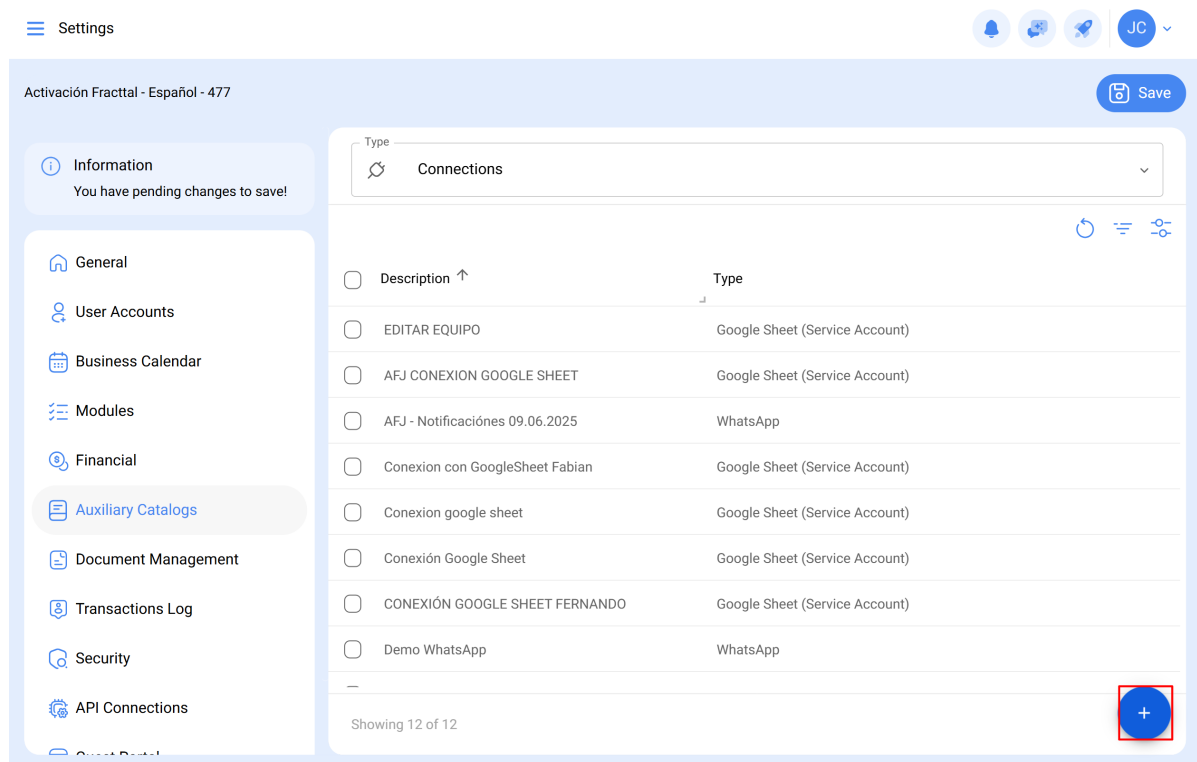 Settings
JC
Activación Fracttal - Español - 477
Save
Information
You have pending changes to save!
General
User Accounts
Business Calendar
Modules
Financial
Auxiliary Catalogs
Document Management
Transactions Log
Security
API Connections
Type
Connections
Description Type
EDITAR EQUIPO Google Sheet (Service Account)
AFJ CONEXION GOOGLE SHEET Google Sheet (Service Account)
AFJ - Notificaciónes 09.06.2025 WhatsApp
Conexion con GoogleSheet Fabian Google Sheet (Service Account)
Conexion google sheet Google Sheet (Service Account)
Conexión Google Sheet Google Sheet (Service Account)
CONEXIÓN GOOGLE SHEET FERNANDO Google Sheet (Service Account)
Demo WhatsApp WhatsApp
Showing 12 of 12